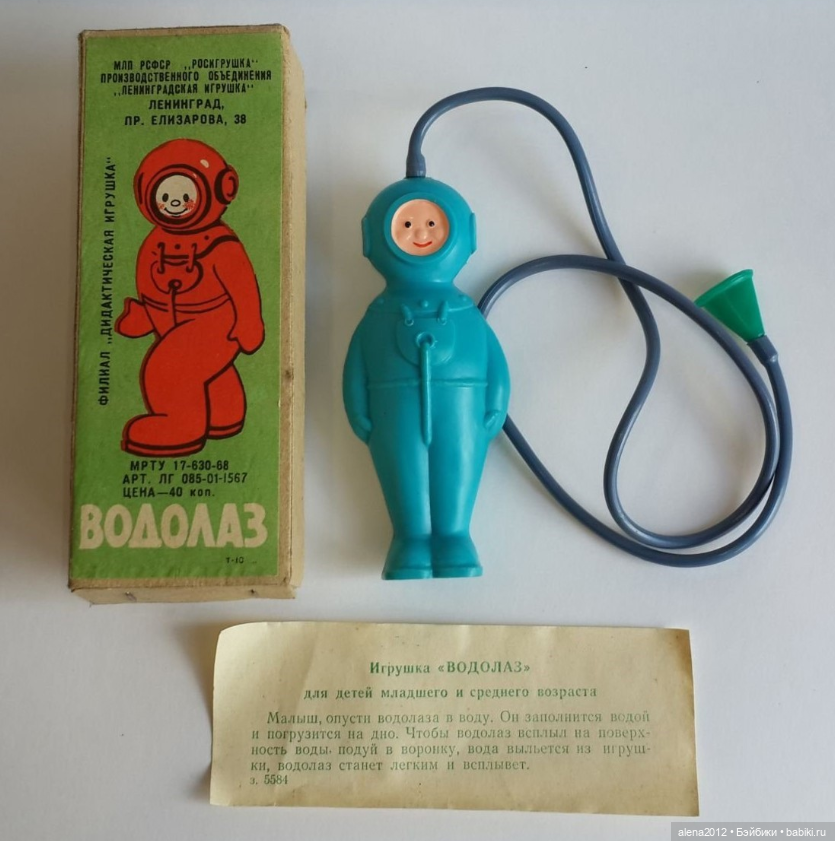 МЛП РСФСР „РОСИГРУШКА"
ПРОИЗВОДСТВЕННОГО ОБЪЕДИНЕНИЯ
„ЛЕНИНГРАДСКАЯ ИГРУШКА"
ЛЕНИНГРАД,
ПР. ЕЛИЗАРОВА, 38
ФИЛИАЛ „ДИДАКТИЧЕСКАЯ ИГРУШКА"
МРТУ 17-630-68
АРТ. ЛГ 085-01-1567
ЦЕНА—40 коп.
ВОДОЛАЗ
Игрушка «ВОДОЛАЗ»
для детей младшего и среднего возраста
Малыш, опусти водолаза в воду. Он заполнится водой
и погрузится на дно. Чтобы водолаз всплыл на поверх-
ность воды, подуй в воронку, вода выльется из игруш-
ки, водолаз станет легким и всплывет.
з. 5584
alena2012 • Бэйбики • babiki.ru